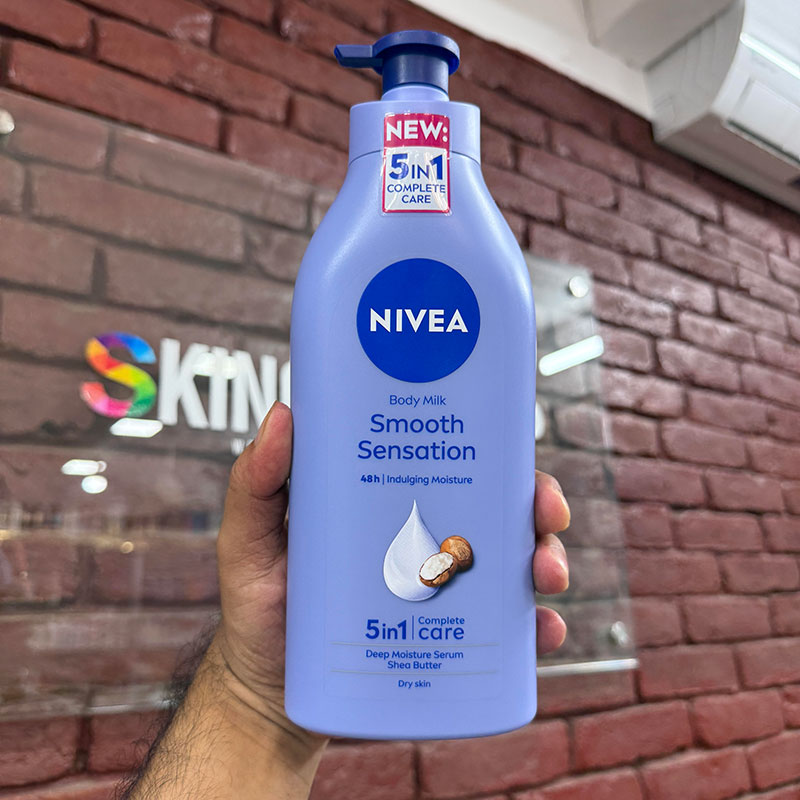 NEW:
5IN1
COMPLETE
CARE
NIVEA
Body Milk
Smooth
Sensation
48h | Indulging Moisture
5in1 | Complete
care
Deep Moisture Serum
Shea Butter
Dry skin